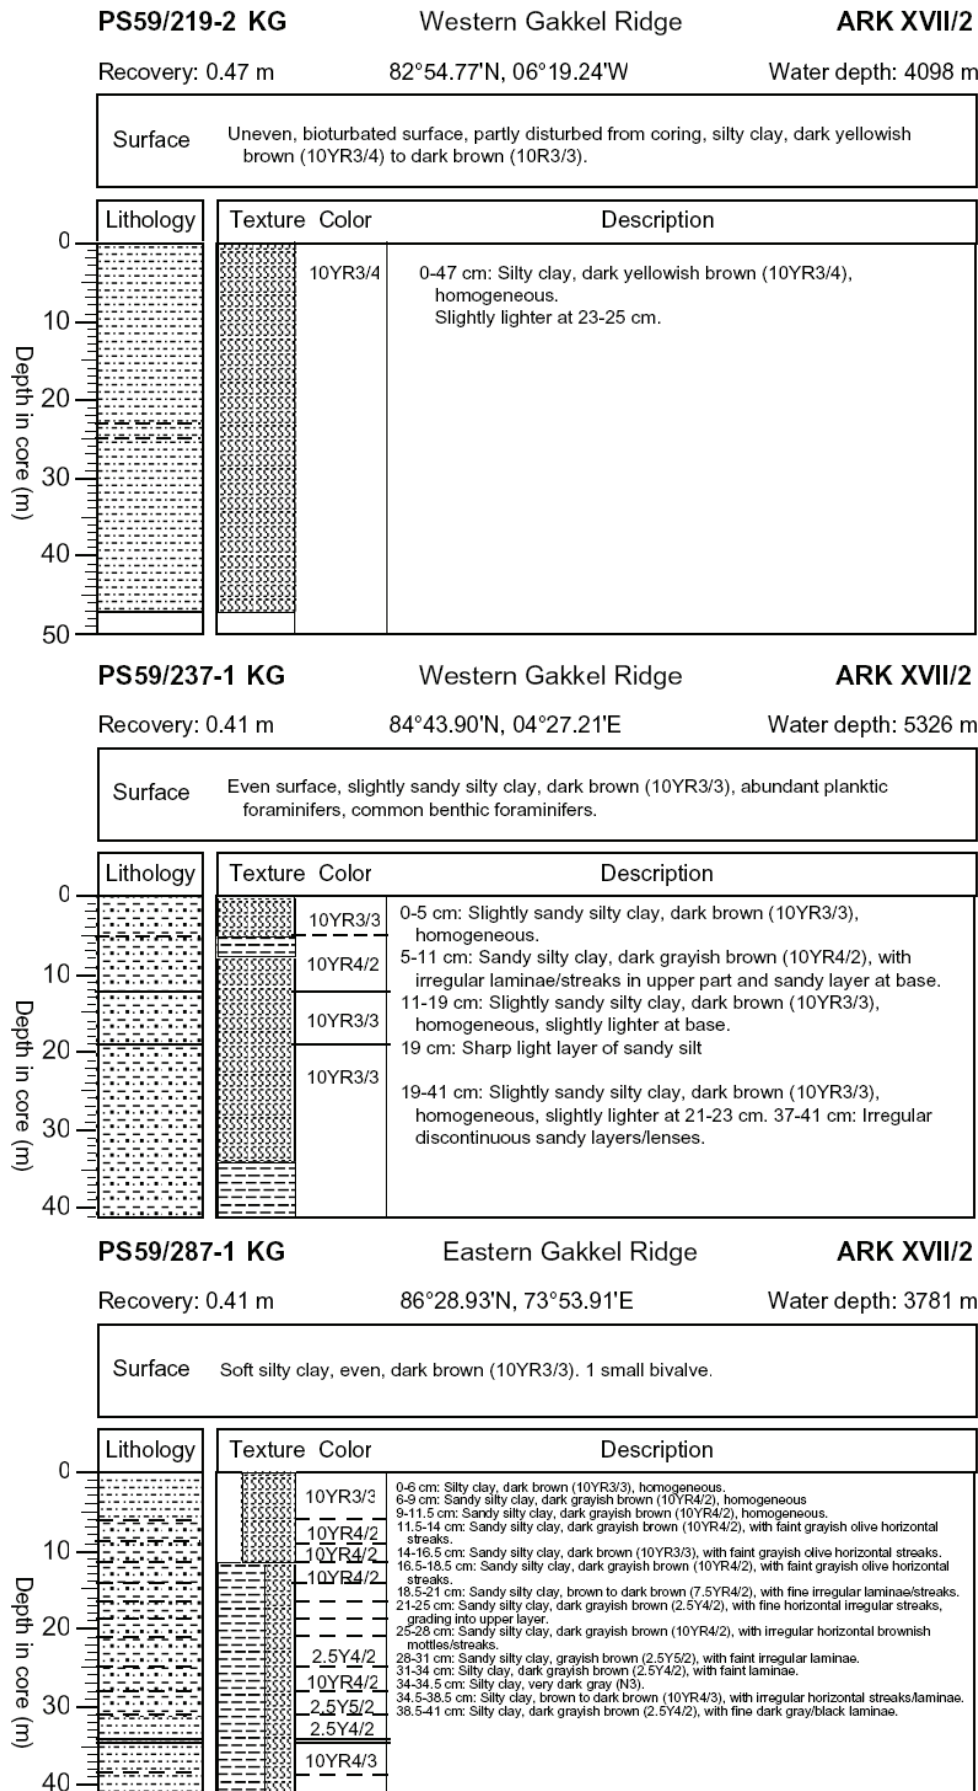 PS59/219-2 KG Western Gakkel Ridge ARK XVII/2
Recovery: 0.47 m 82°54.77'N, 06°19.24'W Water depth: 4098 m
Surface Uneven, bioturbated surface, partly disturbed from coring, silty clay, dark yellowish
brown (10YR3/4) to dark brown (10R3/3).
Lithology Texture Color Description
0
10
20
30
40
50
Depth in core (m)
10YR3/4
0-47 cm: Silty clay, dark yellowish brown (10YR3/4),
homogeneous.
Slightly lighter at 23-25 cm.
PS59/237-1 KG Western Gakkel Ridge ARK XVII/2
Recovery: 0.41 m 84°43.90'N, 04°27.21'E Water depth: 5326 m
Surface Even surface, slightly sandy silty clay, dark brown (10YR3/3), abundant planktic
foraminifers, common benthic foraminifers.
Lithology Texture Color Description
0
10
20
30
40
Depth in core (m)
10YR3/3
10YR4/2
10YR3/3
10YR3/3
0-5 cm: Slightly sandy silty clay, dark brown (10YR3/3),
homogeneous.
5-11 cm: Sandy silty clay, dark grayish brown (10YR4/2), with
irregular laminae/streaks in upper part and sandy layer at base.
11-19 cm: Slightly sandy silty clay, dark brown (10YR3/3),
homogeneous, slightly lighter at base.
19 cm: Sharp light layer of sandy silt
19-41 cm: Slightly sandy silty clay, dark brown (10YR3/3),
homogeneous, slightly lighter at 21-23 cm. 37-41 cm: Irregular
discontinuous sandy layers/lenses.
PS59/287-1 KG Eastern Gakkel Ridge ARK XVII/2
Recovery: 0.41 m 86°28.93'N, 73°53.91'E Water depth: 3781 m
Surface Soft silty clay, even, dark brown (10YR3/3). 1 small bivalve.
Lithology Texture Color Description
0
10
20
30
40
Depth in core (m)
10YR3/3
10YR4/2
10YR4/2
10YR4/2
2.5Y4/2
10YR4/2
2.5Y5/2
2.5Y4/2
10YR4/3
0-6 cm: Silty clay, dark brown (10YR3/3), homogeneous.
6-9 cm: Sandy silty clay, dark grayish brown (10YR4/2), homogeneous
9-11.5 cm: Sandy silty clay, dark grayish brown (10YR4/2), homogeneous.
11.5-14 cm: Sandy silty clay, dark grayish brown (10YR4/2), with faint grayish olive horizontal
streaks.
14-16.5 cm: Sandy silty clay, dark brown (10YR3/3), with faint grayish olive horizontal streaks.
16.5-18.5 cm: Sandy silty clay, dark grayish brown (10YR4/2), with faint grayish olive horizontal
streaks.
18.5-21 cm: Sandy silty clay, brown to dark brown (7.5YR4/2), with fine irregular laminae/streaks.
21-25 cm: Sandy silty clay, dark grayish brown (2.5Y4/2), with fine horizontal irregular streaks,
grading into upper layer.
25-28 cm: Sandy silty clay, dark grayish brown (10YR4/2), with irregular horizontal brownish
mottles/streaks.
28-31 cm: Sandy silty clay, grayish brown (2.5Y5/2), with faint irregular laminae.
31-34 cm: Silty clay, dark grayish brown (2.5Y4/2), with faint laminae.
34-34.5 cm: Silty clay, very dark gray (N3).
34.5-38.5 cm: Silty clay, brown to dark brown (10YR4/3), with irregular horizontal streaks/laminae.
38.5-41 cm: Silty clay, dark grayish brown (2.5Y4/2), with fine dark gray/black laminae.